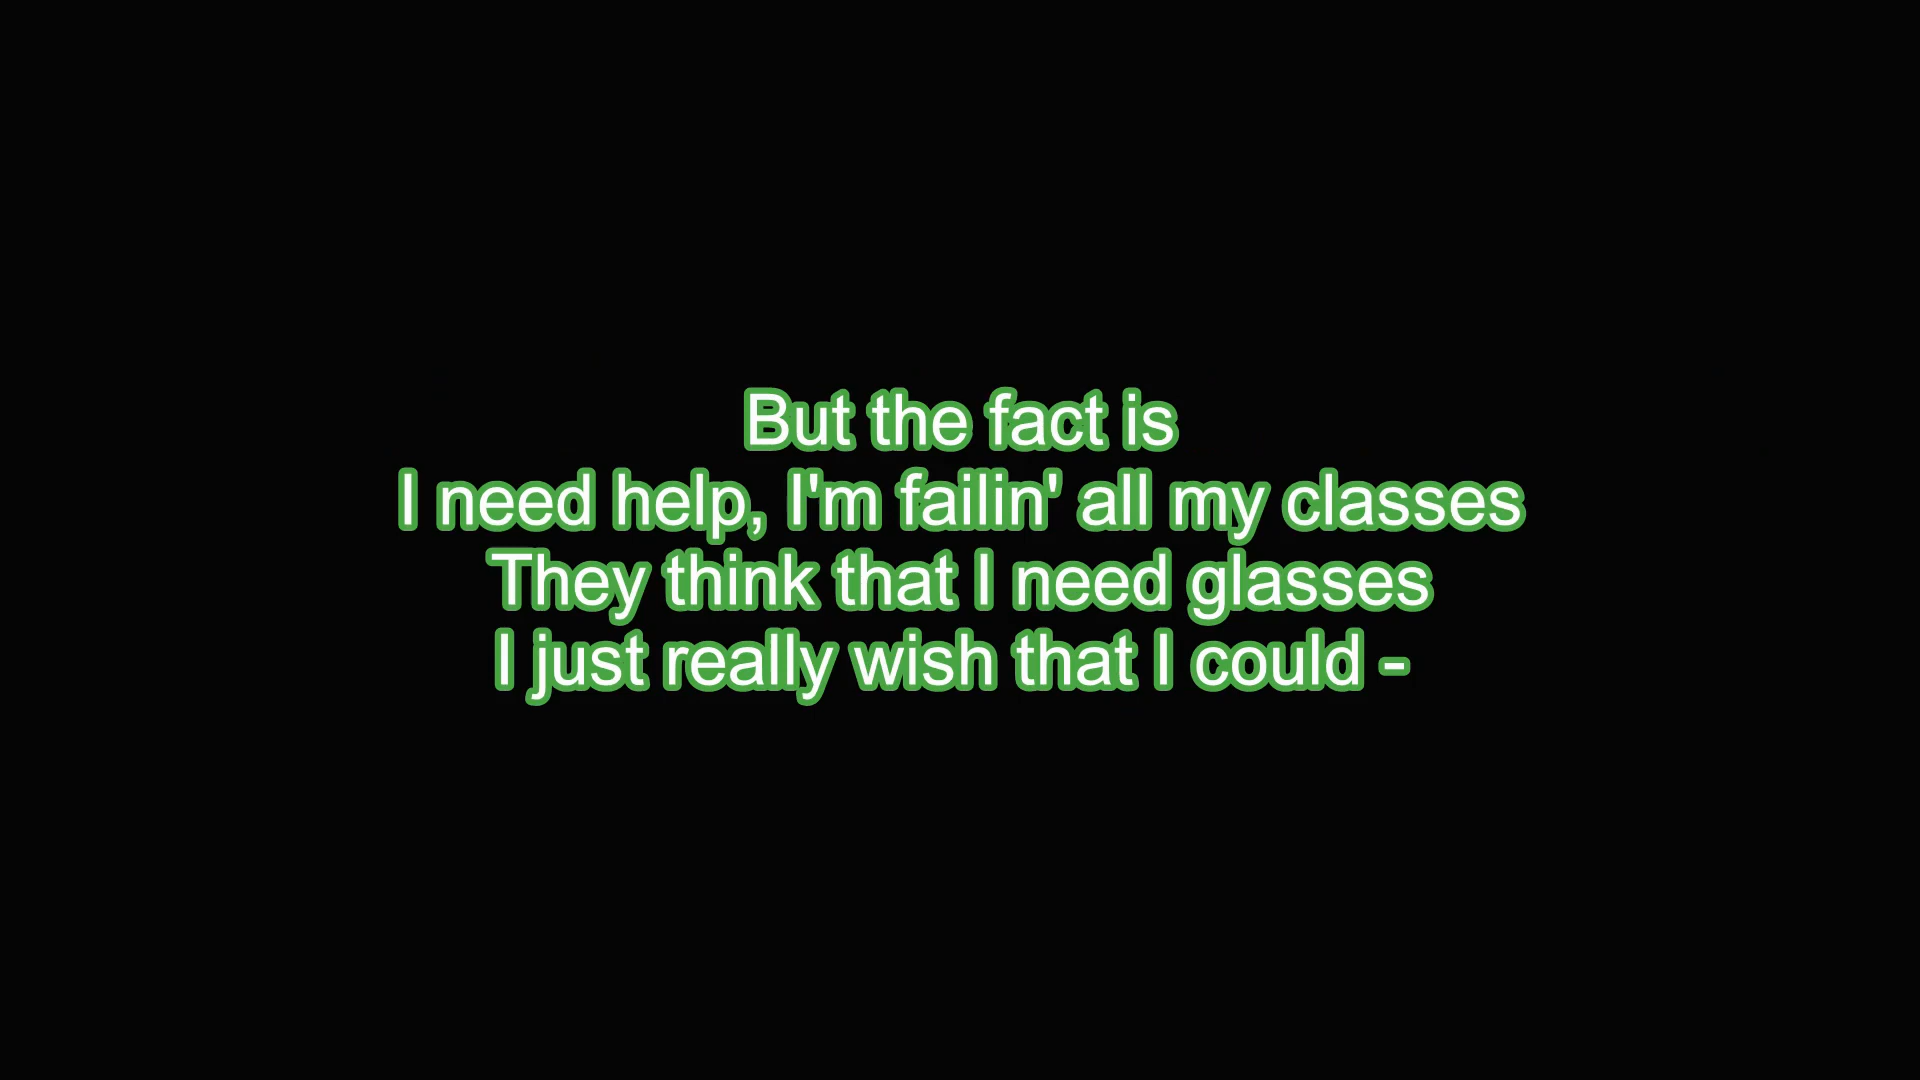 But the fact is
I need help, I'm failin' all my classes
They think that I need glasses
I just really wish that I could -